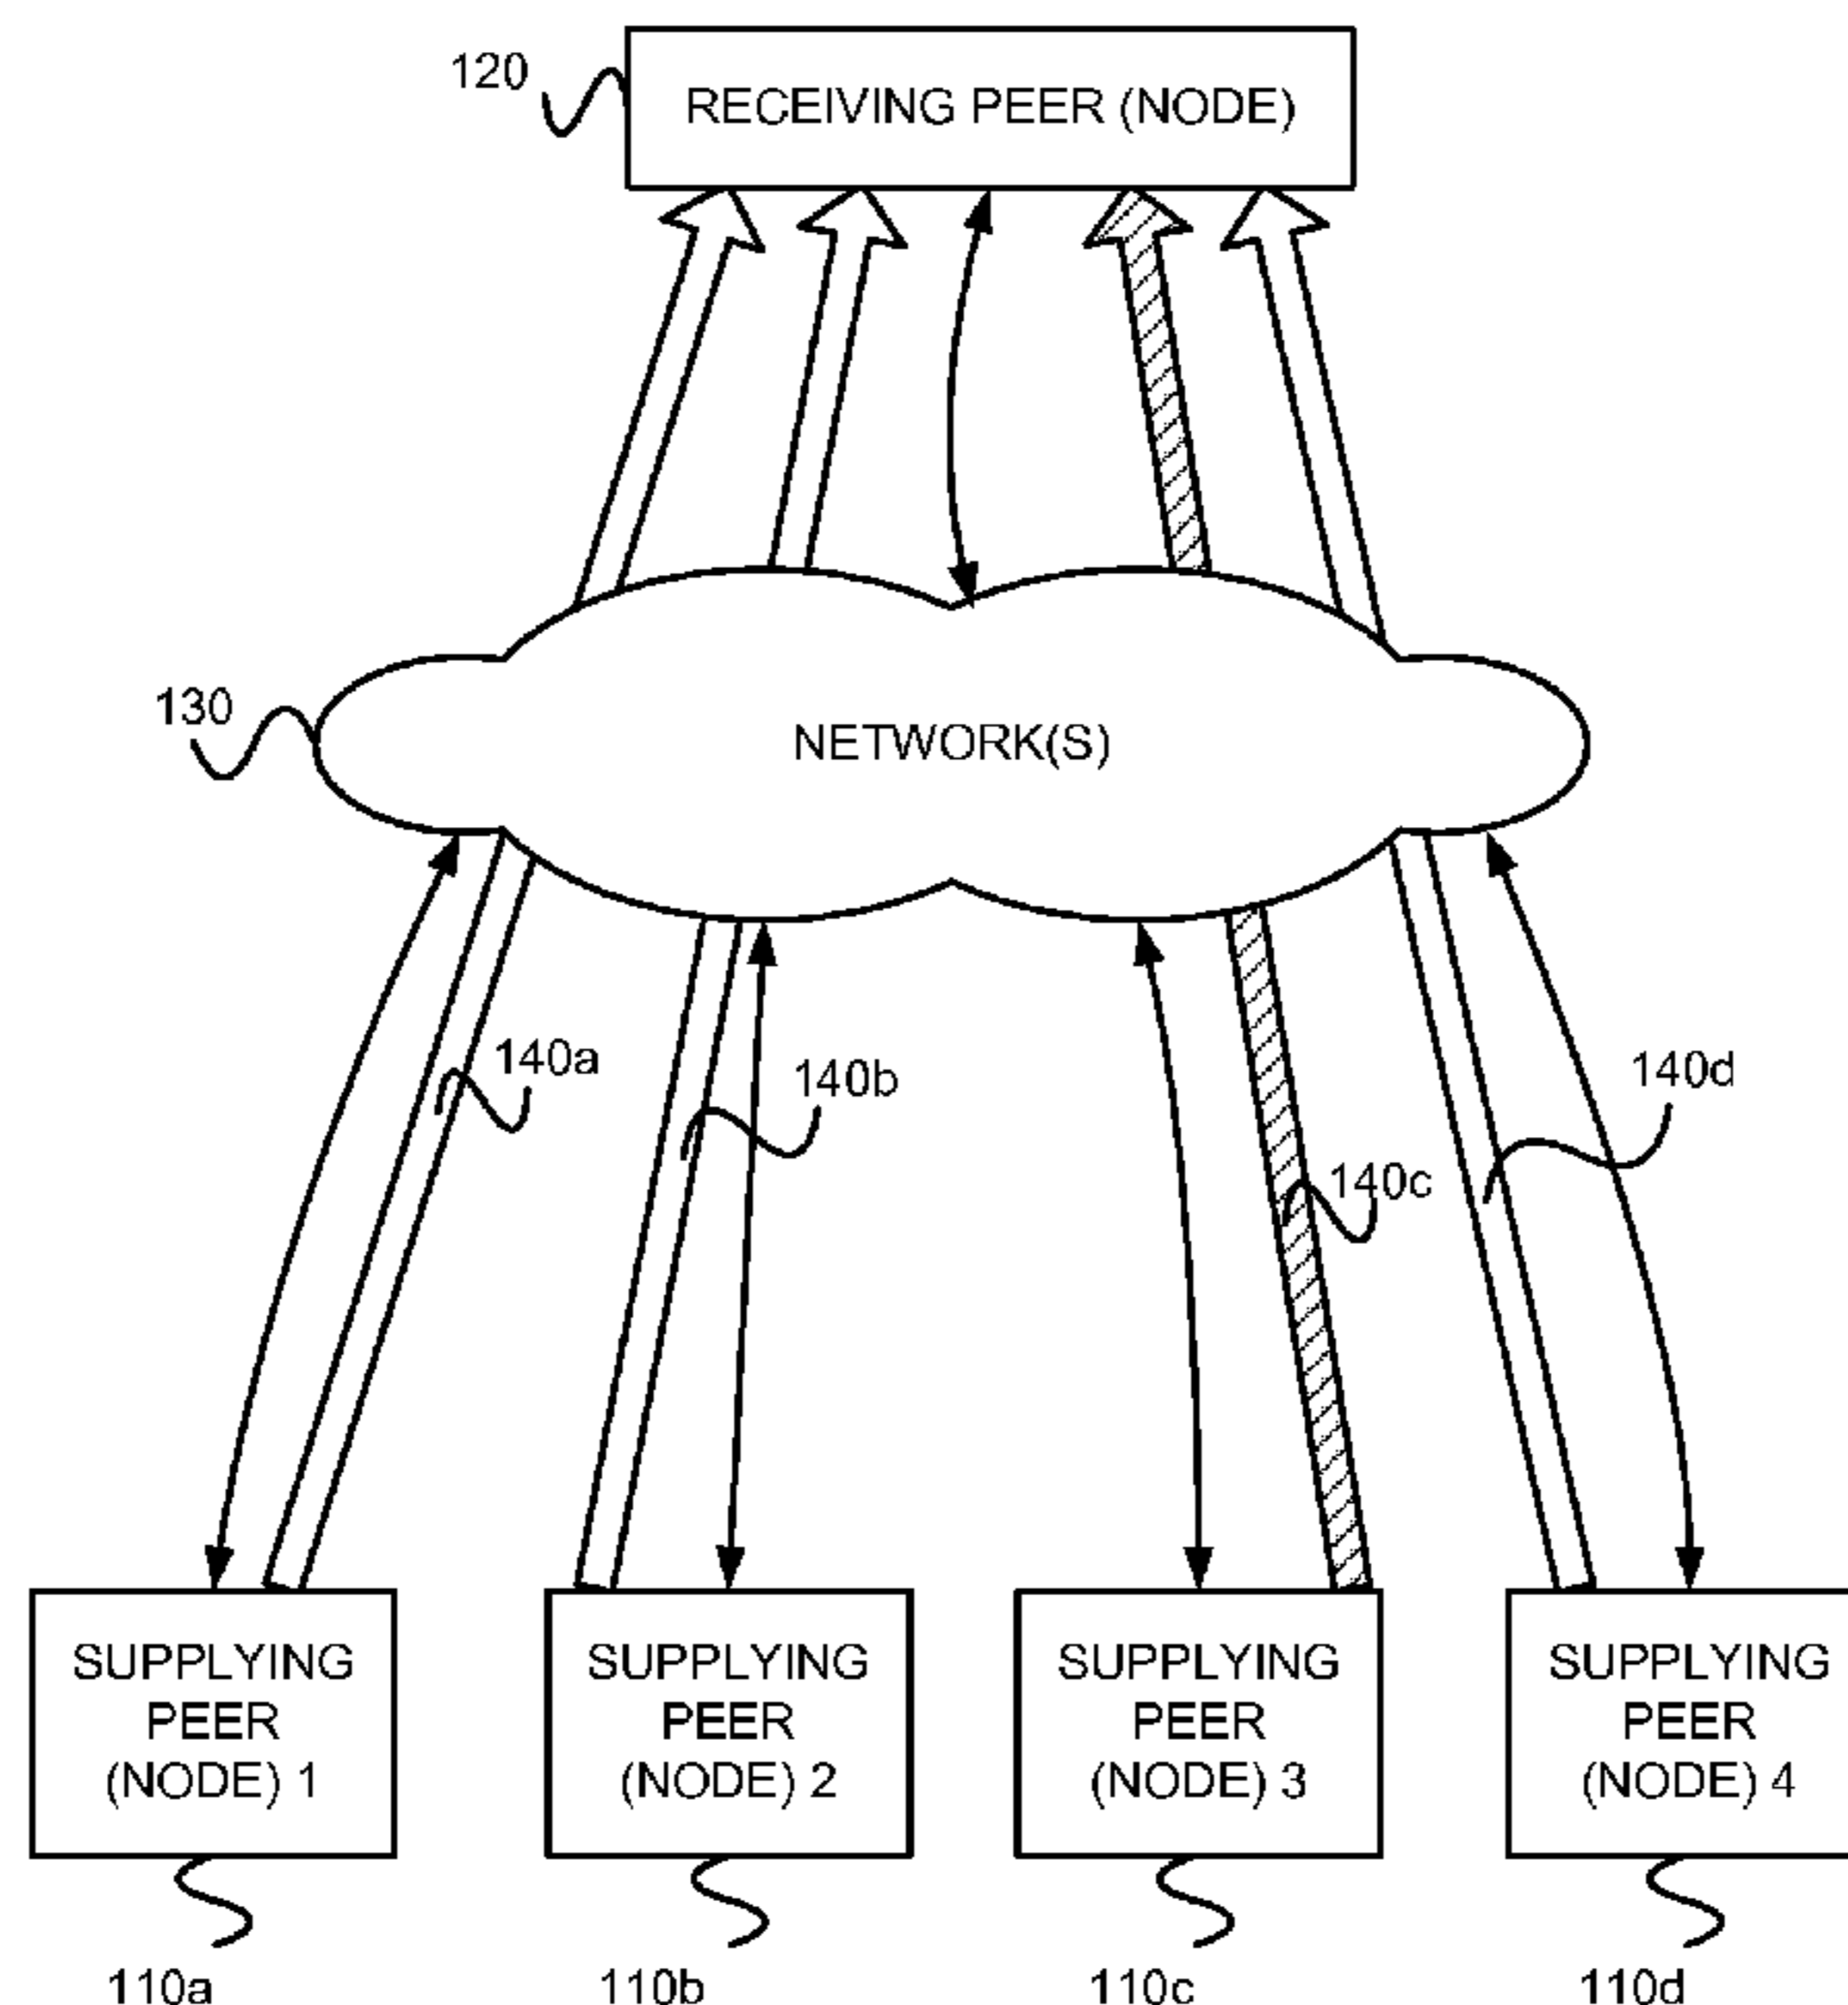 120
RECEIVING PEER (NODE)
130
NETWORK(S)
140a
140b
140c
140d
SUPPLYING
PEER
(NODE) 1
SUPPLYING
PEER
(NODE) 2
SUPPLYING
PEER
(NODE) 3
SUPPLYING
PEER
(NODE) 4
110a
110b
110c
110d